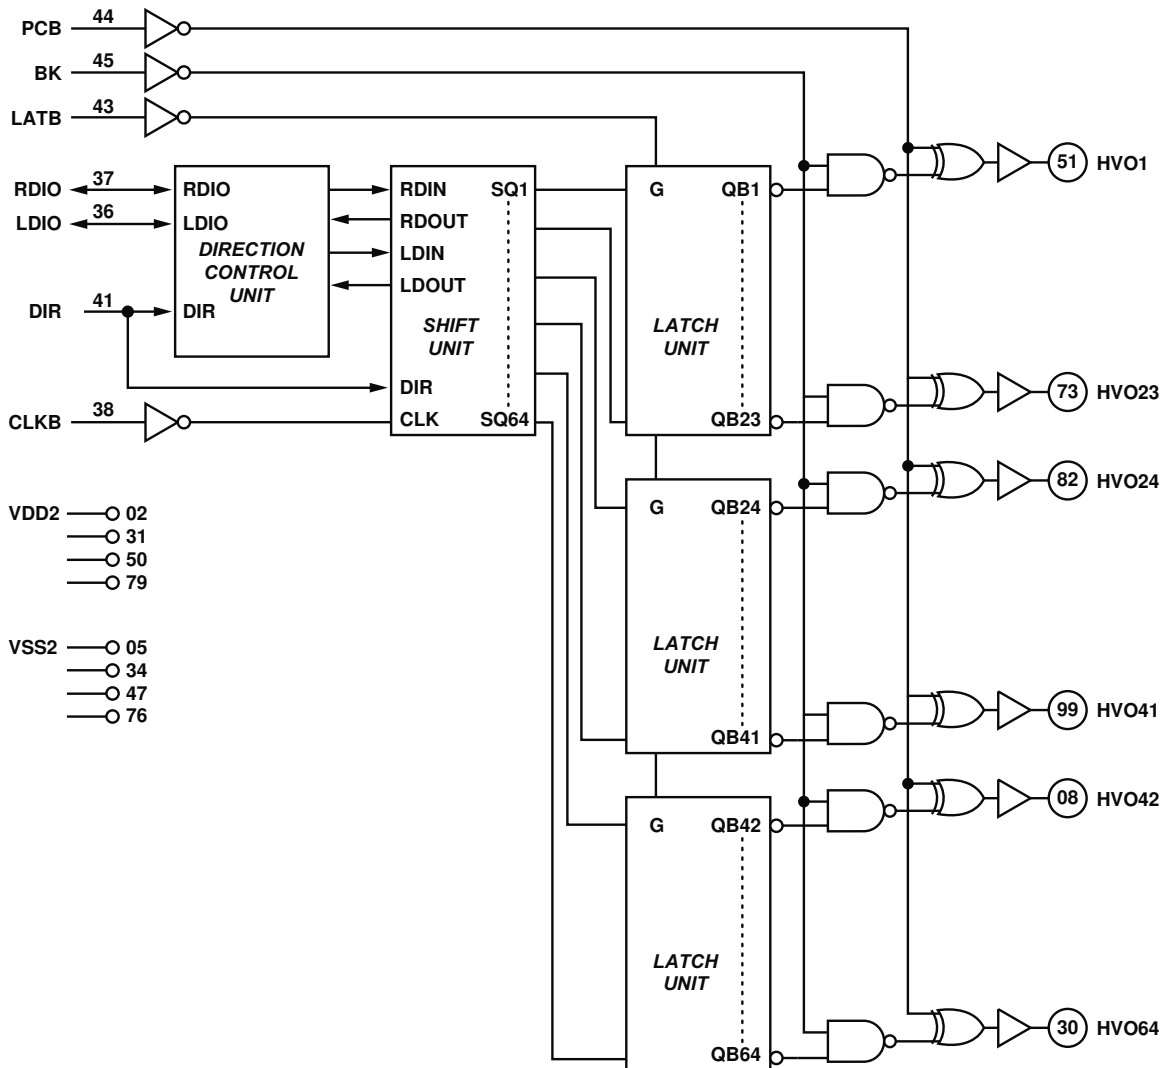 PCB 44
BK 45
LATB 43
RDIO 37 RDIO RDIN SQ1 G QB1 51 HVO1
LDIO 36 LDIO RDOUT
DIRECTION LDIN
CONTROL LDOUT
UNIT
DIR 41 DIR SHIFT LATCH
UNIT UNIT
DIR 73 HVO23
CLKB 38 CLK SQ64 QB23
G QB24 82 HVO24
VDD2 02
31
50
79
VSS2 05 LATCH
34 UNIT
47
76 QB41 99 HVO41
G QB42 08 HVO42
LATCH
UNIT
QB64 30 HVO64